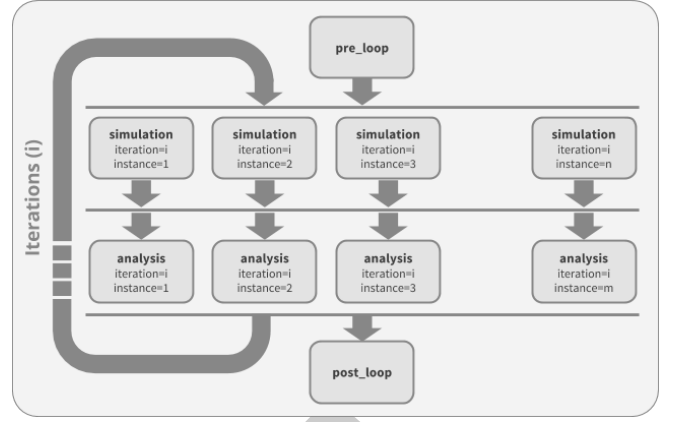 pre_loop
Iterations (i)
simulation
iteration=i
instance=1
simulation
iteration=i
instance=2
simulation
iteration=i
instance=3
simulation
iteration=i
instance=n
analysis
iteration=i
instance=1
analysis
iteration=i
instance=2
analysis
iteration=i
instance=3
analysis
iteration=i
instance=m
post_loop